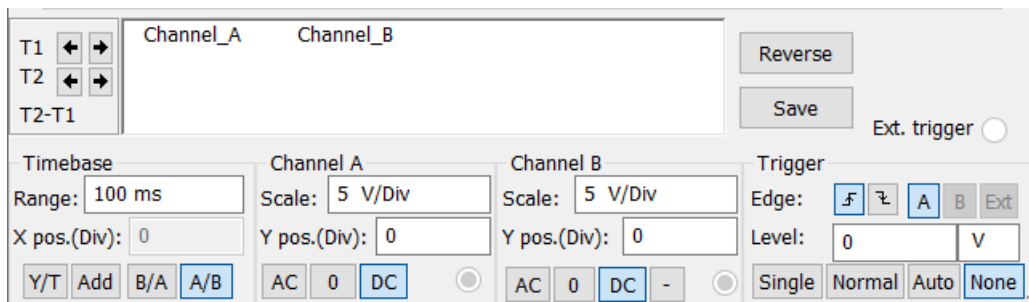 T1 Channel_A Channel_B
T2
T2-T1
Reverse
Save
Ext. trigger
Timebase Channel A Channel B Trigger
Range: 100 ms Scale: 5 V/Div Scale: 5 V/Div Edge: A B Ext
X pos.(Div): 0 Y pos.(Div): 0 Y pos.(Div): 0 Level: 0 V
Y/T Add B/A A/B AC 0 DC AC 0 DC - Single Normal Auto None